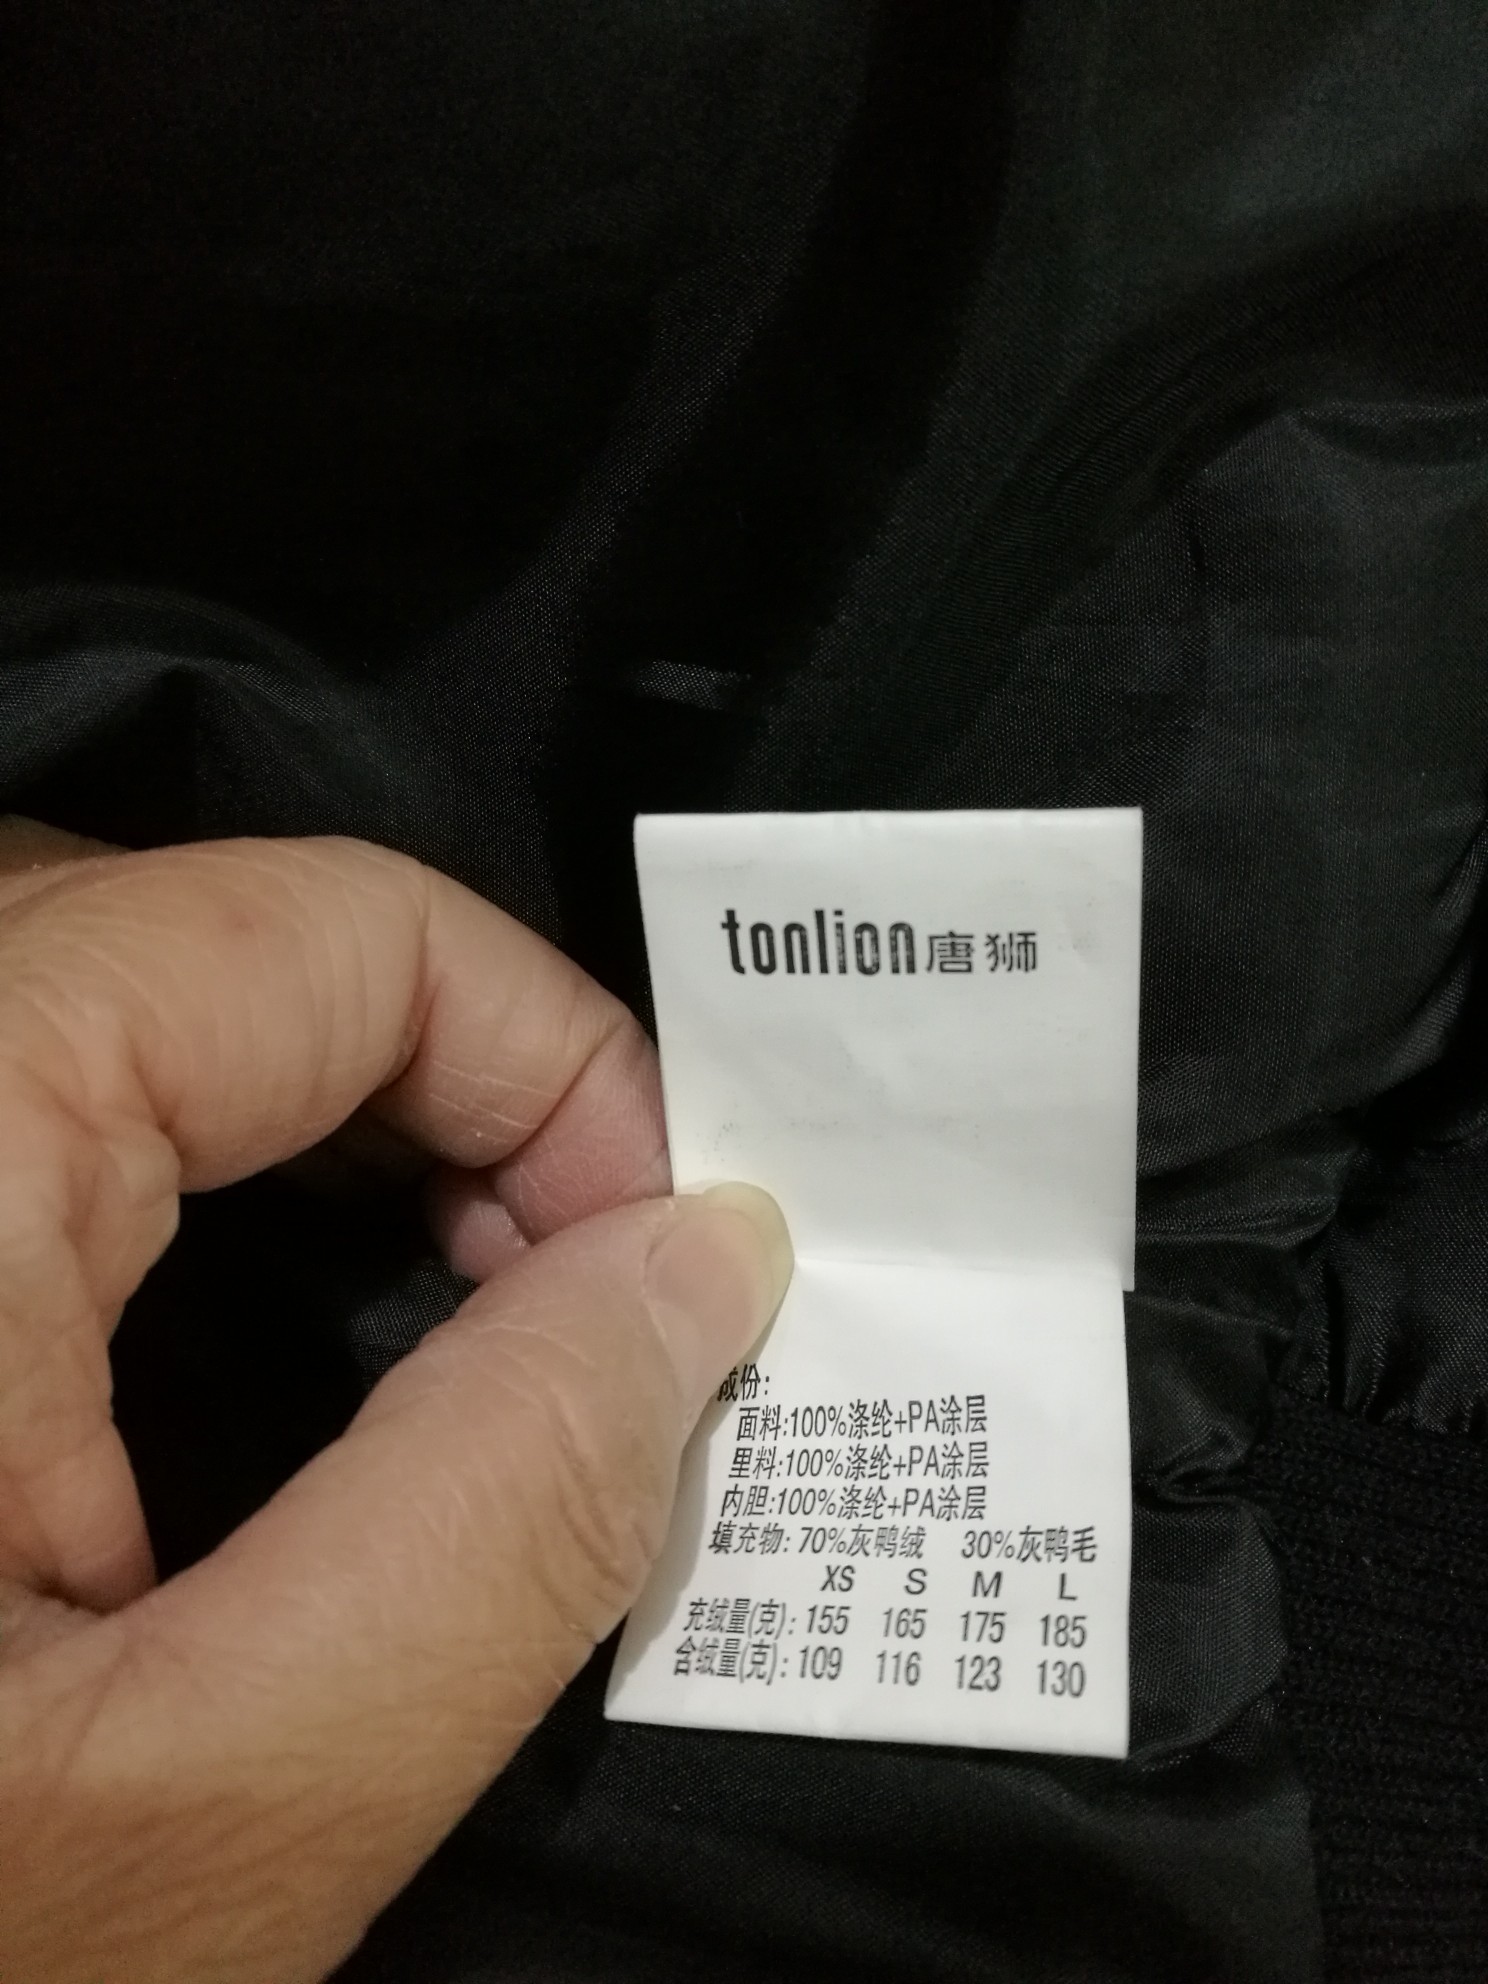 tonlion唐狮
成份:
面料:100%涤纶+PA涂层
里料:100%涤纶+PA涂层
内胆:100%涤纶+PA涂层
填充物: 70%灰鸭绒 30%灰鸭毛
XS S M L
充绒量(克): 155 165 175 185
含绒量(克): 109 116 123 130